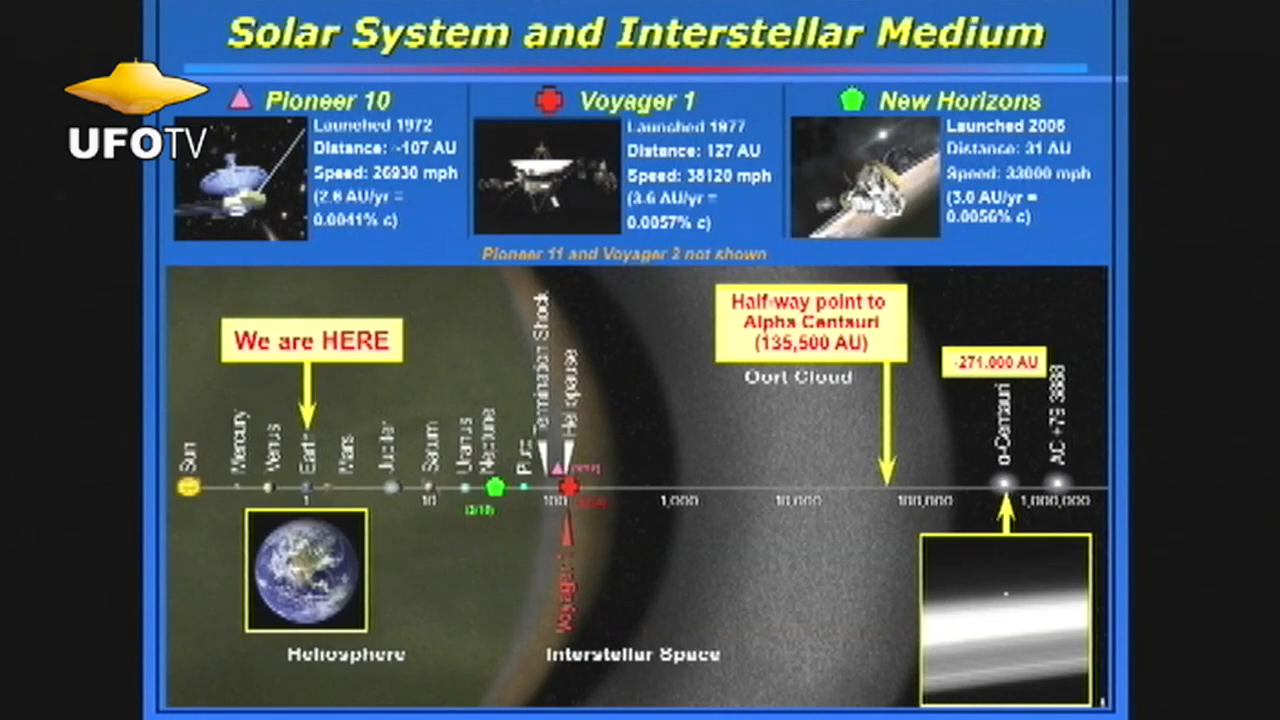 Solar System and Interstellar Medium
UFOTV
Pioneer 10
Launched 1972
Distance: ~107 AU
Speed: 26930 mph
(2.6 AU/yr =
0.0041% c)
Voyager 1
Launched 1977
Distance: 127 AU
Speed: 38120 mph
(3.6 AU/yr =
0.0057% c)
New Horizons
Launched 2006
Distance: 31 AU
Speed: 33000 mph
(3.0 AU/yr =
0.0056% c)
Pioneer 11 and Voyager 2 not shown
We are HERE
Half-way point to
Alpha Centauri
(135,500 AU)
Oort Cloud
~271,000 AU
Sun
Mercury
Venus
Earth
Mars
Jupiter
Saturn
Uranus
Neptune
Pluto
Termination Shock
Heliopause
α-Centauri
AC +79 3888
1
10
100
1,000
10,000
100,000
1,000,000
Voyager 1
Heliosphere
Interstellar Space